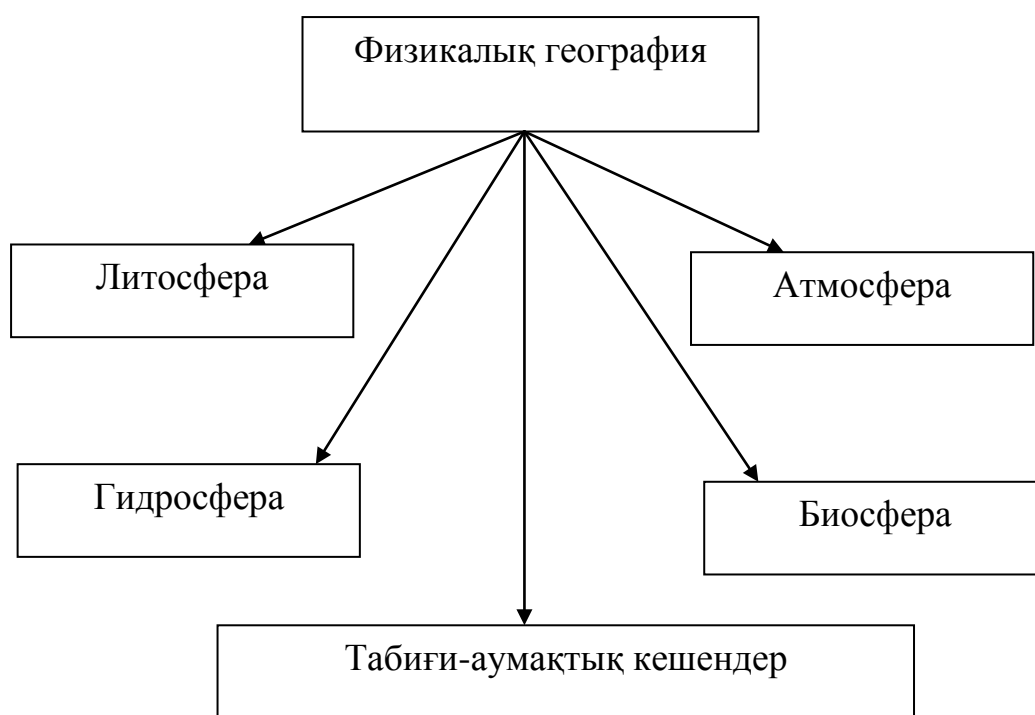 Физикалық география
Литосфера
Атмосфера
Гидросфера
Биосфера
Табиғи-аумақтық кешендер